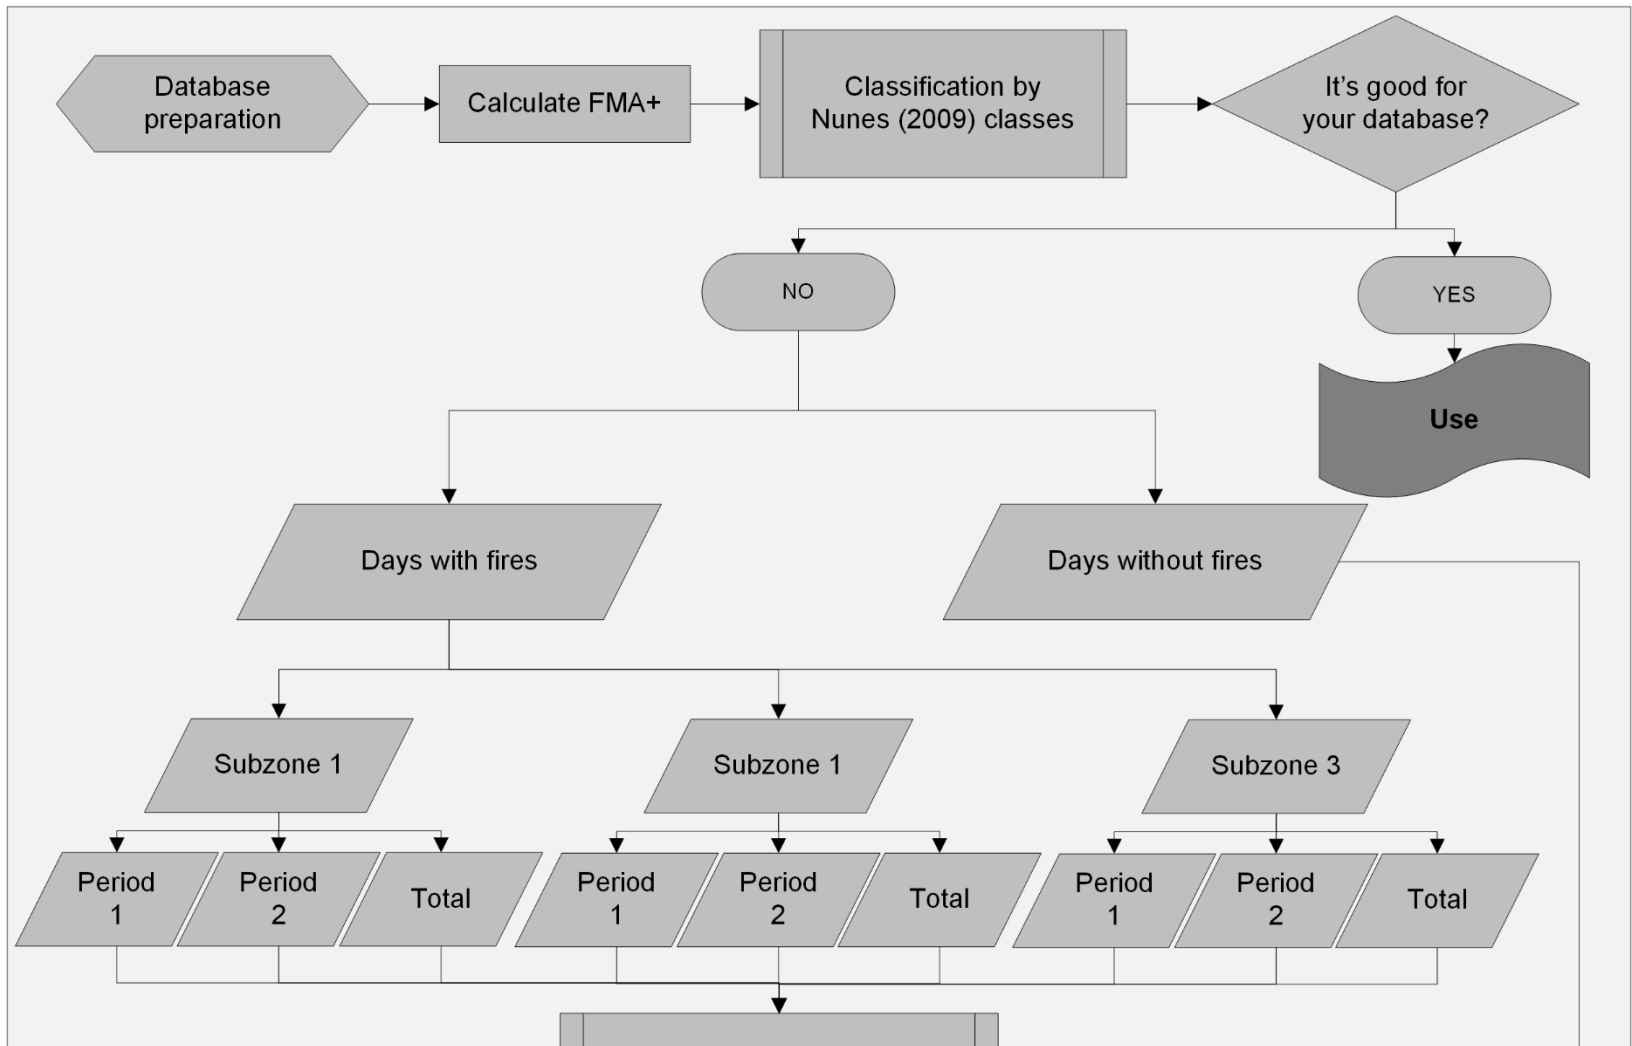 Database
preparation
Calculate FMA+
Classification by
Nunes (2009) classes
It's good for
your database?
NO
YES
Use
Days with fires
Days without fires
Subzone 1
Subzone 1
Subzone 3
Period
1
Period
2
Total
Period
1
Period
2
Total
Period
1
Period
2
Total